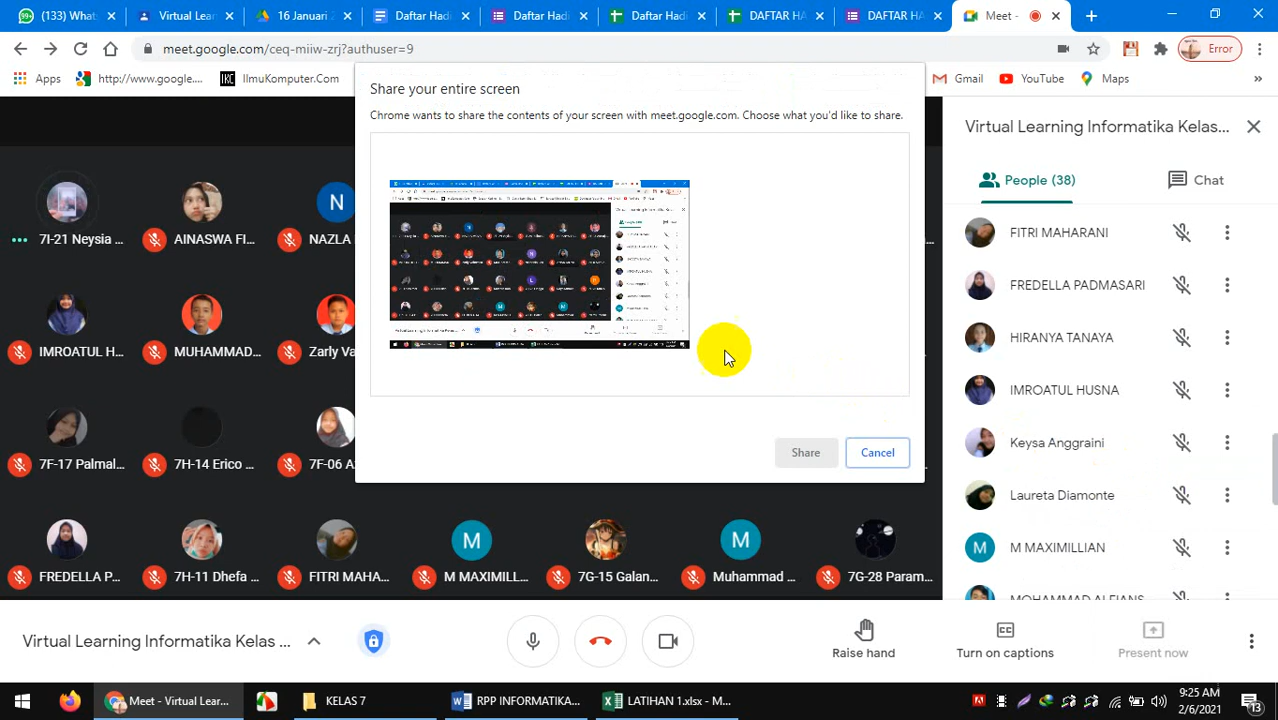 (133) Wha
Virtual Lear
16 Januari 2
Daftar Hadi
Daftar Hadi
Daftar Hadi
DAFTAR HA
DAFTAR HA
Meet -
meet.google.com/ceq-miiw-zrj?authuser=9
Error
Apps
http://www.google....
IKC
IlmuKomputer.Com
Gmail
YouTube
Maps
»
Share your entire screen
Chrome wants to share the contents of your screen with meet.google.com. Choose what you'd like to share.
Share
Cancel
7I-21 Neysia ...
AINASWA FI...
N
NAZLA
IMROATUL H...
MUHAMMAD...
Zarly Va
7F-17 Palmal...
7H-14 Erico ...
7F-06 A
FREDELLA P...
7H-11 Dhefa ...
FITRI MAHA...
M
M MAXIMILL...
7G-15 Galan...
M
Muhammad ...
7G-28 Param...
Virtual Learning Informatika Kelas...
People (38)
Chat
FITRI MAHARANI
FREDELLA PADMASARI
HIRANYA TANAYA
IMROATUL HUSNA
Keysa Anggraini
Laureta Diamonte
M
M MAXIMILLIAN
MOHAMMAD ALFIANS
Virtual Learning Informatika Kelas ...
Raise hand
Turn on captions
Present now
Meet - Virtual Lear...
KELAS 7
RPP INFORMATIKA...
LATIHAN 1.xlsx - M...
9:25 AM
2/6/2021
13